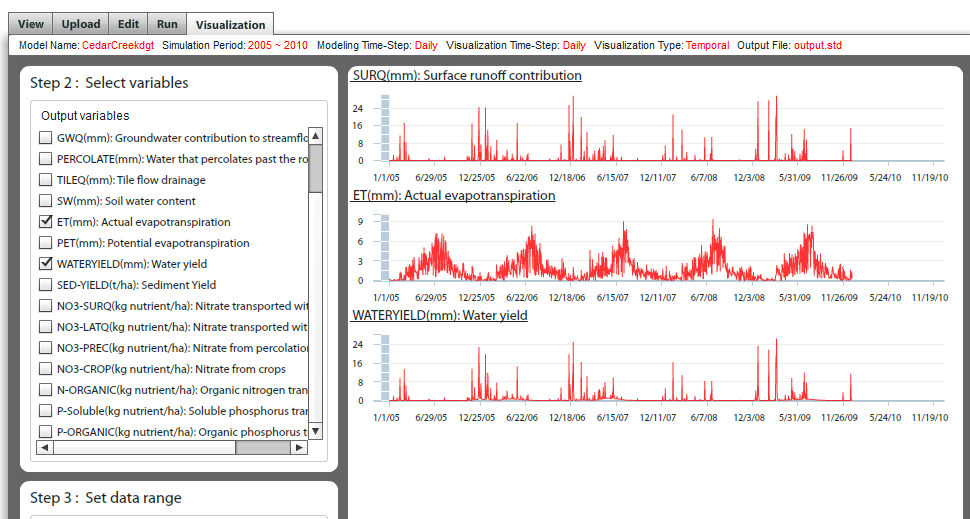 View Upload Edit Run Visualization
Model Name: CedarCreekdgt Simulation Period: 2005 ~ 2010 Modeling Time-Step: Daily Visualization Time-Step: Daily Visualization Type: Temporal Output File: output.std
Step 2 : Select variables
Output variables
GWQ(mm): Groundwater contribution to streamflo
PERCOLATE(mm): Water that percolates past the ro
TILEQ(mm): Tile flow drainage
SW(mm): Soil water content
ET(mm): Actual evapotranspiration
PET(mm): Potential evapotranspiration
WATERYIELD(mm): Water yield
SED-YIELD(t/ha): Sediment Yield
NO3-SURQ(kg nutrient/ha): Nitrate transported wit
NO3-LATQ(kg nutrient/ha): Nitrate transported wit
NO3-PREC(kg nutrient/ha): Nitrate from percolation
NO3-CROP(kg nutrient/ha): Nitrate from crops
N-ORGANIC(kg nutrient/ha): Organic nitrogen tran
P-Soluble(kg nutrient/ha): Soluble phosphorus trar
P-ORGANIC(kg nutrient/ha): Organic phosphorus t
Step 3 : Set data range
SURQ(mm): Surface runoff contribution
24
16
8
0
1/1/05 6/29/05 12/25/05 6/22/06 12/18/06 6/15/07 12/11/07 6/7/08 12/3/08 5/31/09 11/26/09 5/24/10 11/19/10
ET(mm): Actual evapotranspiration
9
6
3
0
1/1/05 6/29/05 12/25/05 6/22/06 12/18/06 6/15/07 12/11/07 6/7/08 12/3/08 5/31/09 11/26/09 5/24/10 11/19/10
WATERYIELD(mm): Water yield
24
16
8
0
1/1/05 6/29/05 12/25/05 6/22/06 12/18/06 6/15/07 12/11/07 6/7/08 12/3/08 5/31/09 11/26/09 5/24/10 11/19/10